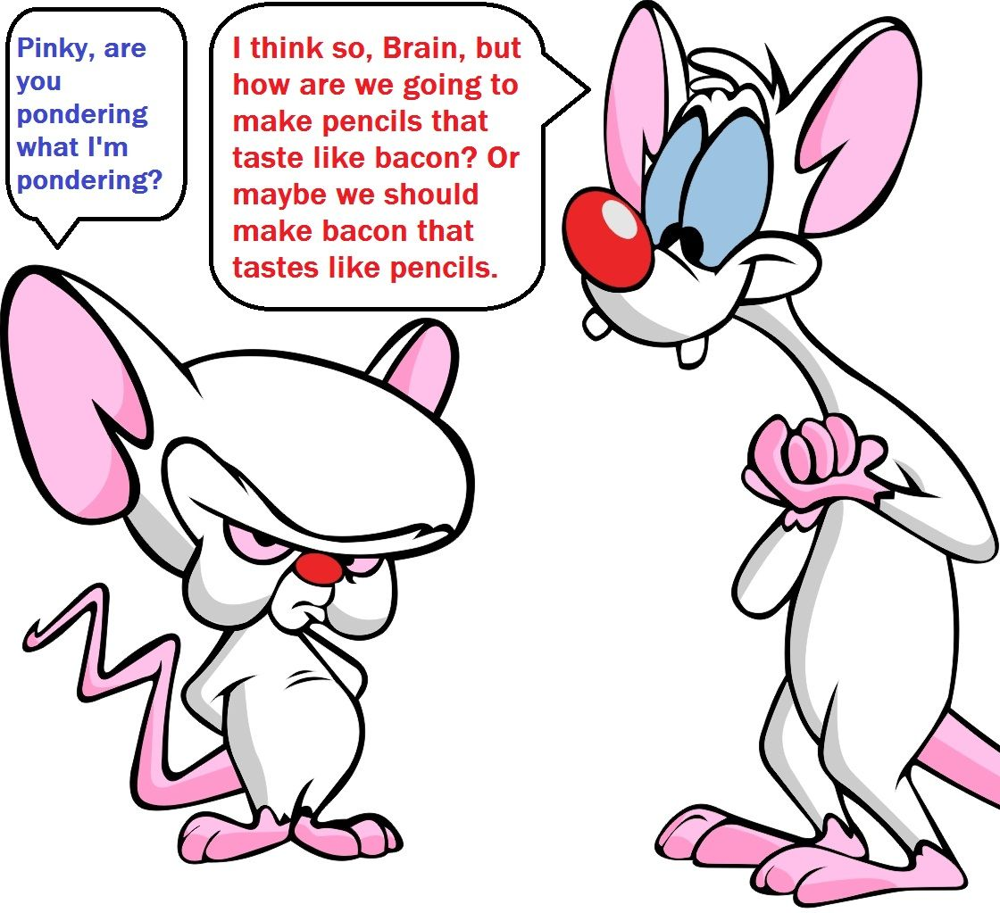 Pinky, are
you
pondering
what I'm
pondering?
I think so, Brain, but
how are we going to
make pencils that
taste like bacon? Or
maybe we should
make bacon that
tastes like pencils.